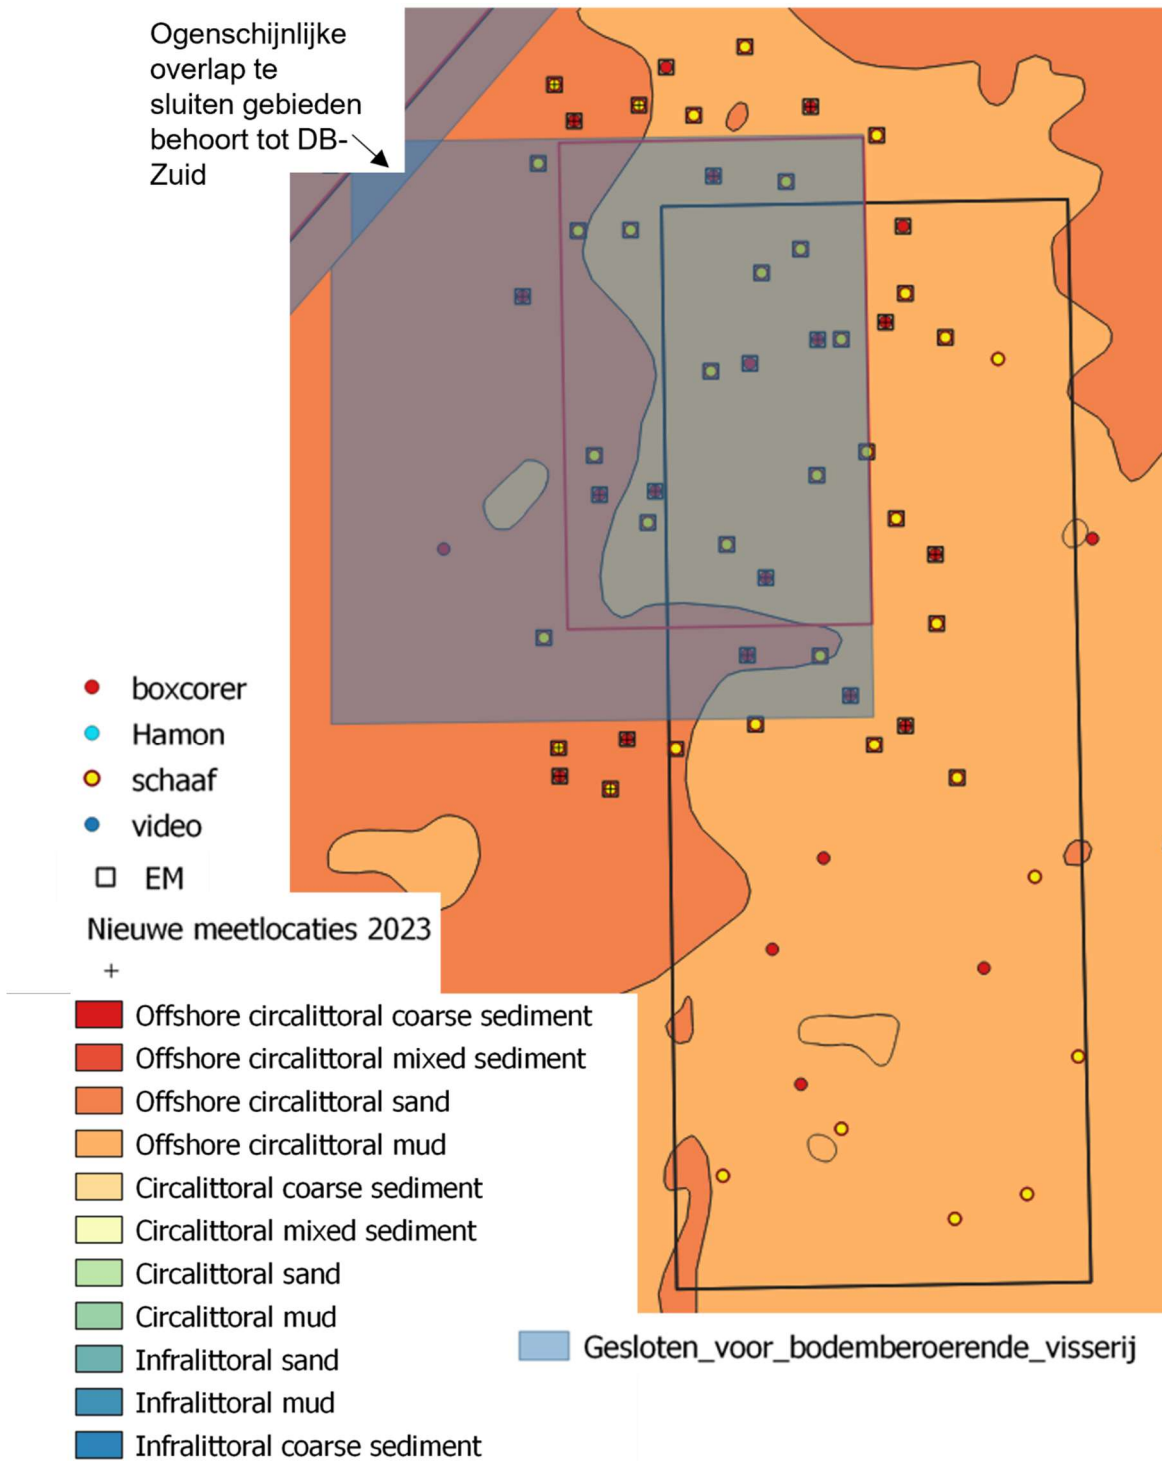 Ogenschijnlijke
overlap te
sluiten gebieden
behoort tot DB-
Zuid
boxcorer
Hamon
schaaf
video
EM
Nieuwe meetlocaties 2023
Offshore circalittoral coarse sediment
Offshore circalittoral mixed sediment
Offshore circalittoral sand
Offshore circalittoral mud
Circalittoral coarse sediment
Circalittoral mixed sediment
Circalittoral sand
Circalittoral mud
Infralittoral sand
Infralittoral mud
Infralittoral coarse sediment
Gesloten_voor_bodemberoerende_visserij